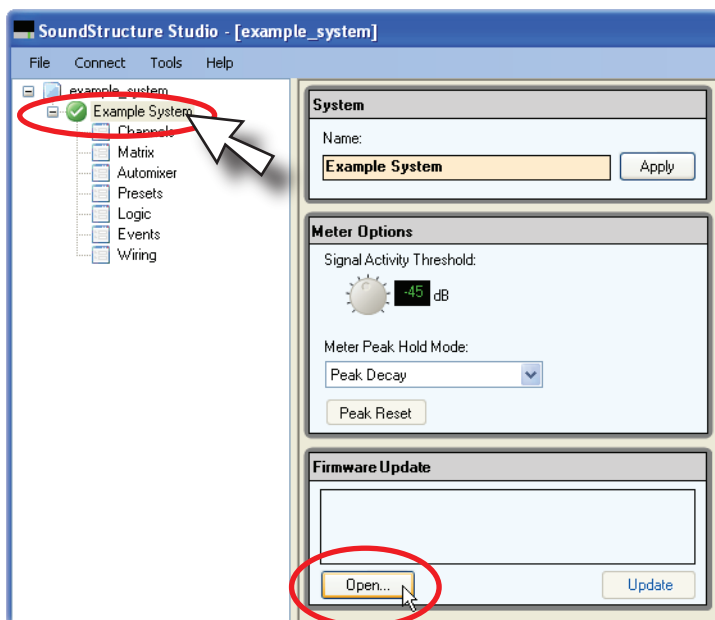 SoundStructure Studio - [example_system]
File Connect Tools Help
example_system
Example System
Channels
Matrix
Automixer
Presets
Logic
Events
Wiring
System
Name:
Example System Apply
Meter Options
Signal Activity Threshold:
-45 dB
Meter Peak Hold Mode:
Peak Decay
Peak Reset
Firmware Update
Open... Update